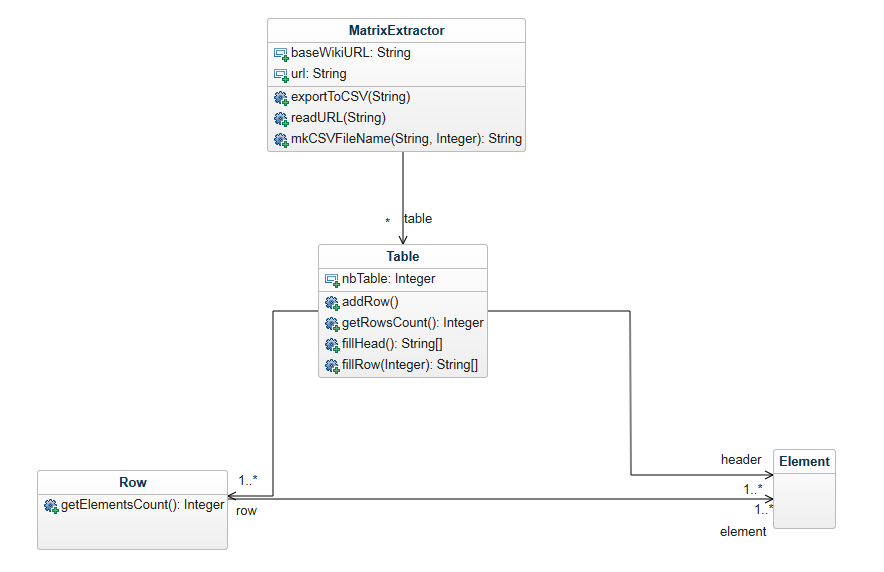 MatrixExtractor
baseWikiURL: String
url: String
exportToCSV(String)
readURL(String)
mkCSVFileName(String, Integer): String
* table
Table
nbTable: Integer
addRow()
getRowsCount(): Integer
fillHead(): String[]
fillRow(Integer): String[]
header
Element
1..*
1..*
element
1..*
row
Row
getElementsCount(): Integer